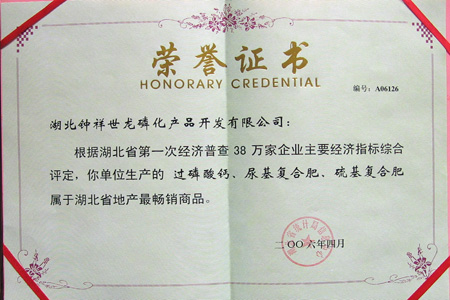 荣誉证书
HONORARY CREDENTIAL
编号：A06126
湖北钟祥世龙磷化产品开发有限公司：
根据湖北省第一次经济普查 38 万家企业主要经济指标综合
评定，你单位生产的 过磷酸钙、尿基复合肥、硫基复合肥
属于湖北省地产最畅销商品。
二〇〇六年四月